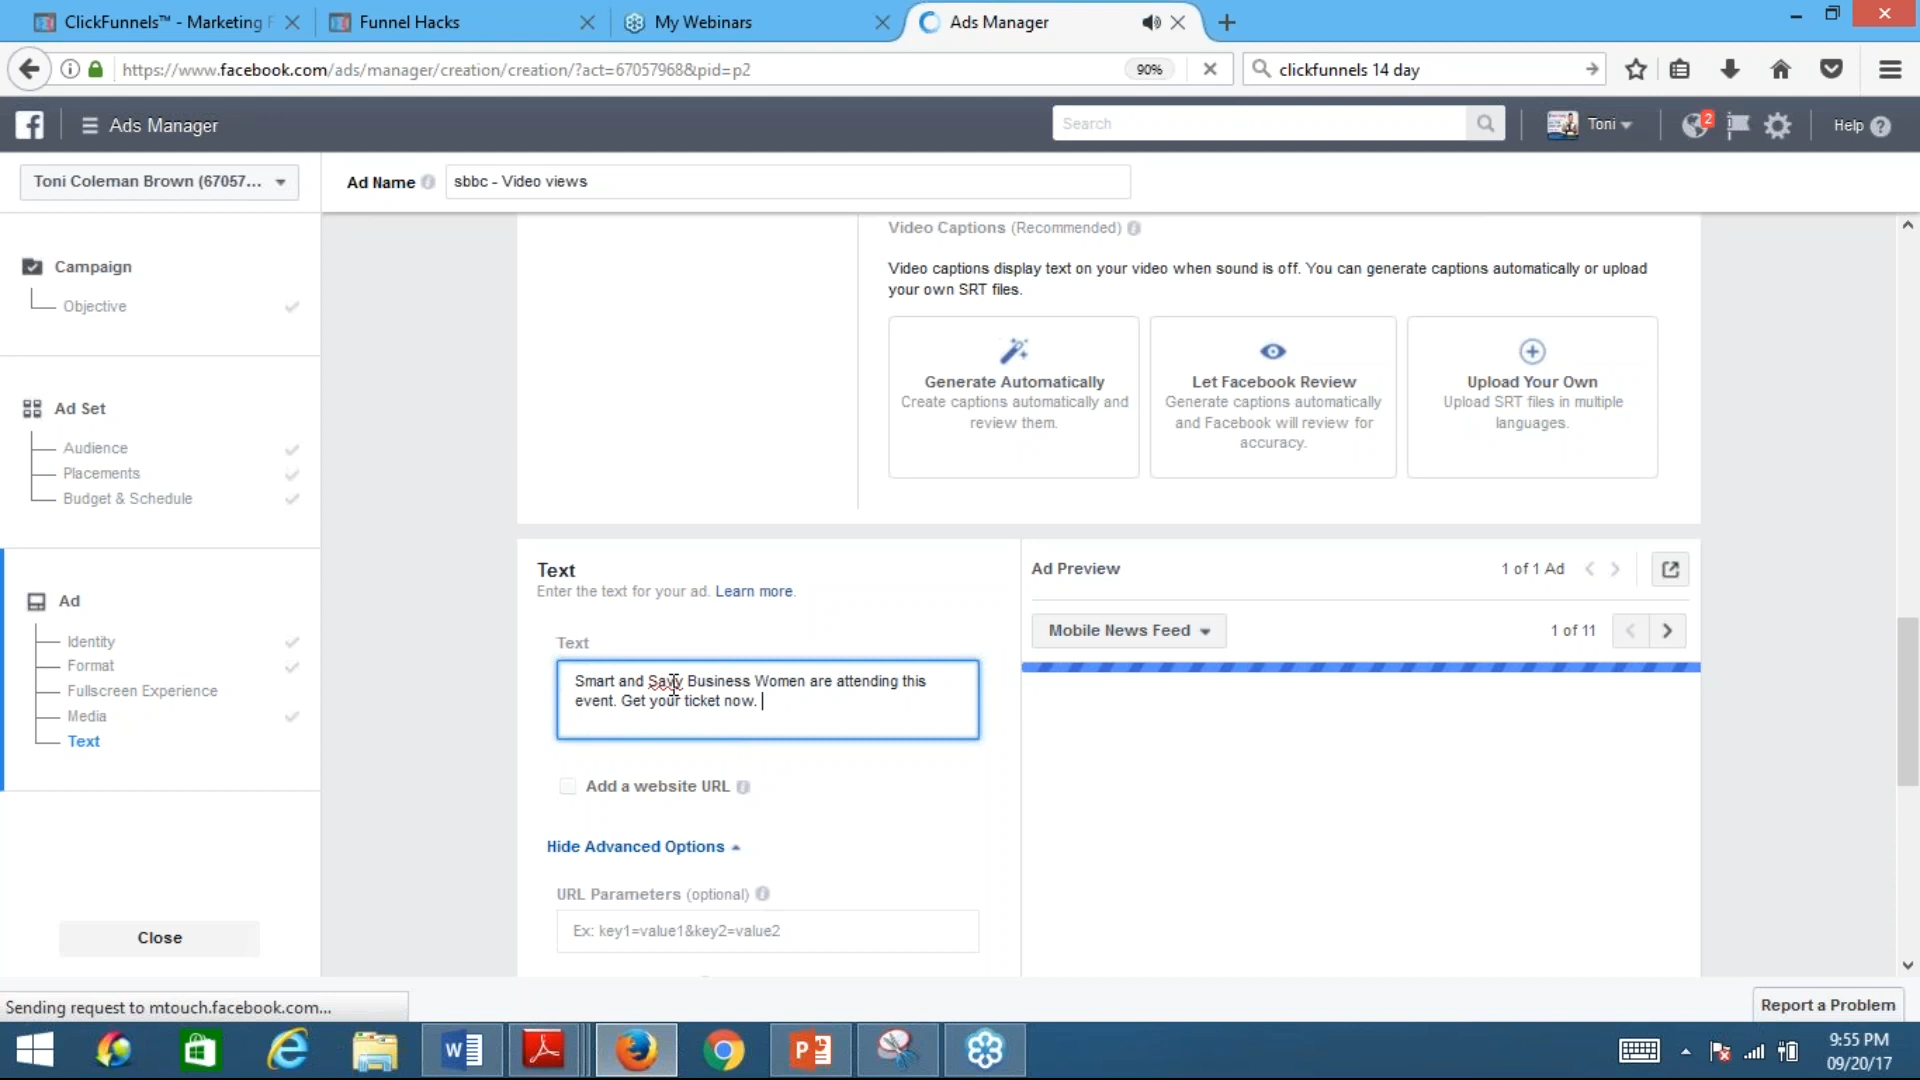 ClickFunnels™ - Marketing F
Funnel Hacks
My Webinars
Ads Manager
https://www.facebook.com/ads/manager/creation/creation/?act=67057968&pid=p2
90%
clickfunnels 14 day
Ads Manager
Search
Toni
2
Help
Toni Coleman Brown (67057...
Ad Name
sbbc - Video views
Campaign
Objective
Ad Set
Audience
Placements
Budget & Schedule
Ad
Identity
Format
Fullscreen Experience
Media
Text
Close
Video Captions (Recommended)
Video captions display text on your video when sound is off. You can generate captions automatically or upload
your own SRT files.
Generate Automatically
Create captions automatically and
review them.
Let Facebook Review
Generate captions automatically
and Facebook will review for
accuracy.
Upload Your Own
Upload SRT files in multiple
languages.
Text
Enter the text for your ad. Learn more.
Text
Smart and Savvy Business Women are attending this
event. Get your ticket now.
Add a website URL
Hide Advanced Options
URL Parameters (optional)
Ex: key1=value1&key2=value2
Ad Preview
1 of 1 Ad
Mobile News Feed
1 of 11
Sending request to mtouch.facebook.com...
Report a Problem
9:55 PM
09/20/17